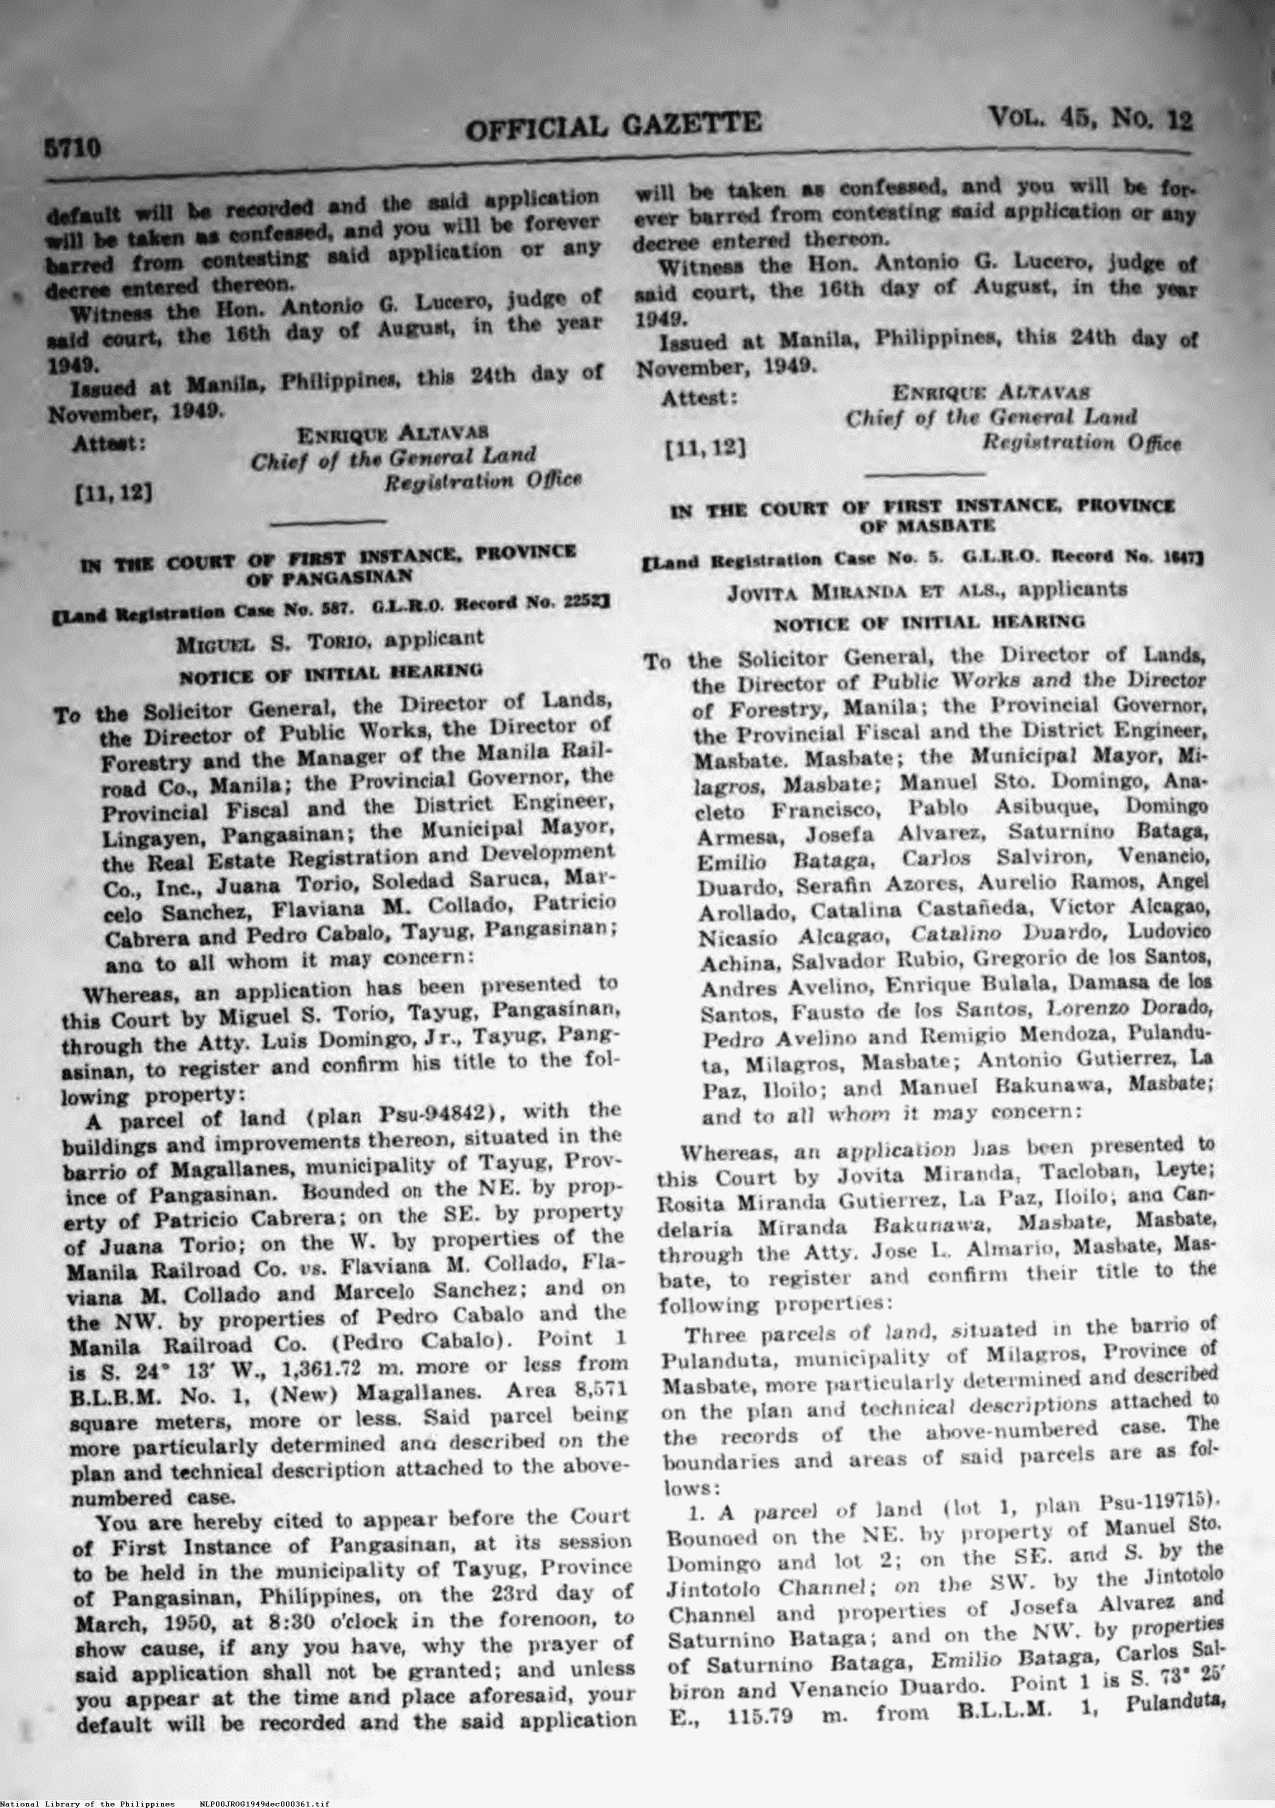 5710
OFFICIAL GAZETTE
VOL. 45, No. 12
default will be recorded and the said application
will be taken as confessed, and you will be forever
barred from contesting said application or any
decree entered thereon.
Witness the Hon. Antonio G. Lucero, judge of
said court, the 16th day of August, in the year
1949.
Issued at Manila, Philippines, this 24th day of
November, 1949.
Attest:
ENRIQUE ALTAVAS
Chief of the General Land
Registration Office
[11, 12]
IN THE COURT OF FIRST INSTANCE, PROVINCE
OF PANGASINAN
[Land Registration Case No. 587. G.L.R.O. Record No. 2252]
MIGUEL S. TORIO, applicant
NOTICE OF INITIAL HEARING
To the Solicitor General, the Director of Lands,
the Director of Public Works, the Director of
Forestry and the Manager of the Manila Rail-
road Co., Manila; the Provincial Governor, the
Provincial Fiscal and the District Engineer,
Lingayen, Pangasinan; the Municipal Mayor,
the Real Estate Registration and Development
Co., Inc., Juana Torio, Soledad Saruca, Mar-
celo Sanchez, Flaviana M. Collado, Patricio
Cabrera and Pedro Cabalo, Tayug, Pangasinan;
and to all whom it may concern:
Whereas, an application has been presented to
this Court by Miguel S. Torio, Tayug, Pangasinan,
through the Atty. Luis Domingo, Jr., Tayug, Pang-
asinan, to register and confirm his title to the fol-
lowing property:
A parcel of land (plan Psu-94842), with the
buildings and improvements thereon, situated in the
barrio of Magallanes, municipality of Tayug, Prov-
ince of Pangasinan. Bounded on the NE. by prop-
erty of Patricio Cabrera; on the SE. by property
of Juana Torio; on the W. by properties of the
Manila Railroad Co. vs. Flaviana M. Collado, Fla-
viana M. Collado and Marcelo Sanchez; and on
the NW. by properties of Pedro Cabalo and the
Manila Railroad Co. (Pedro Cabalo). Point 1
is S. 24° 13′ W., 1,361.72 m. more or less from
B.L.B.M. No. 1, (New) Magallanes. Area 8,571
square meters, more or less. Said parcel being
more particularly determined and described on the
plan and technical description attached to the above-
numbered case.
You are hereby cited to appear before the Court
of First Instance of Pangasinan, at its session
to be held in the municipality of Tayug, Province
of Pangasinan, Philippines, on the 23rd day of
March, 1950, at 8:30 o'clock in the forenoon, to
show cause, if any you have, why the prayer of
said application shall not be granted; and unless
you appear at the time and place aforesaid, your
default will be recorded and the said application
will be taken as confessed, and you will be for-
ever barred from contesting said application or any
decree entered thereon.
Witness the Hon. Antonio G. Lucero, judge of
said court, the 16th day of August, in the year
1949.
Issued at Manila, Philippines, this 24th day of
November, 1949.
Attest:
ENRIQUE ALTAVAS
Chief of the General Land
Registration Office
[11, 12]
IN THE COURT OF FIRST INSTANCE, PROVINCE
OF MASBATE
[Land Registration Case No. 5. G.L.R.O. Record No. 1647]
JOVITA MIRANDA ET ALS., applicants
NOTICE OF INITIAL HEARING
To the Solicitor General, the Director of Lands,
the Director of Public Works and the Director
of Forestry, Manila; the Provincial Governor,
the Provincial Fiscal and the District Engineer,
Masbate. Masbate; the Municipal Mayor, Mi-
lagros, Masbate; Manuel Sto. Domingo, Ana-
cleto Francisco, Pablo Asibuque, Domingo
Armesa, Josefa Alvarez, Saturnino Bataga,
Emilio Bataga, Carlos Salviron, Venancio,
Duardo, Serafin Azores, Aurelio Ramos, Angel
Arollado, Catalina Castañeda, Victor Alcagao,
Nicasio Alcagao, Catalino Duardo, Ludovico
Achina, Salvador Rubio, Gregorio de los Santos,
Andres Avelino, Enrique Bulala, Damasa de los
Santos, Fausto de los Santos, Lorenzo Dorado,
Pedro Avelino and Remigio Mendoza, Pulandu-
ta, Milagros, Masbate; Antonio Gutierrez, La
Paz, Iloilo; and Manuel Bakunawa, Masbate;
and to all whom it may concern:
Whereas, an application has been presented to
this Court by Jovita Miranda, Tacloban, Leyte;
Rosita Miranda Gutierrez, La Paz, Iloilo; and Can-
delaria Miranda Bakunawa, Masbate, Masbate,
through the Atty. Jose L. Almario, Masbate, Mas-
bate, to register and confirm their title to the
following properties:
Three parcels of land, situated in the barrio of
Pulanduta, municipality of Milagros, Province of
Masbate, more particularly determined and described
on the plan and technical descriptions attached to
the records of the above-numbered case. The
boundaries and areas of said parcels are as fol-
lows:
1. A parcel of land (lot 1, plan Psu-119715).
Bounded on the NE. by property of Manuel Sto.
Domingo and lot 2; on the SE. and S. by the
Jintotolo Channel; on the SW. by the Jintotolo
Channel and properties of Josefa Alvarez and
Saturnino Bataga; and on the NW. by properties
of Saturnino Bataga, Emilio Bataga, Carlos Sal-
biron and Venancio Duardo. Point 1 is S. 73° 25′
E., 115.79 m. from B.L.L.M. 1, Pulanduta,
National Library of the Philippines NLP00JROG1949dec000361.tif